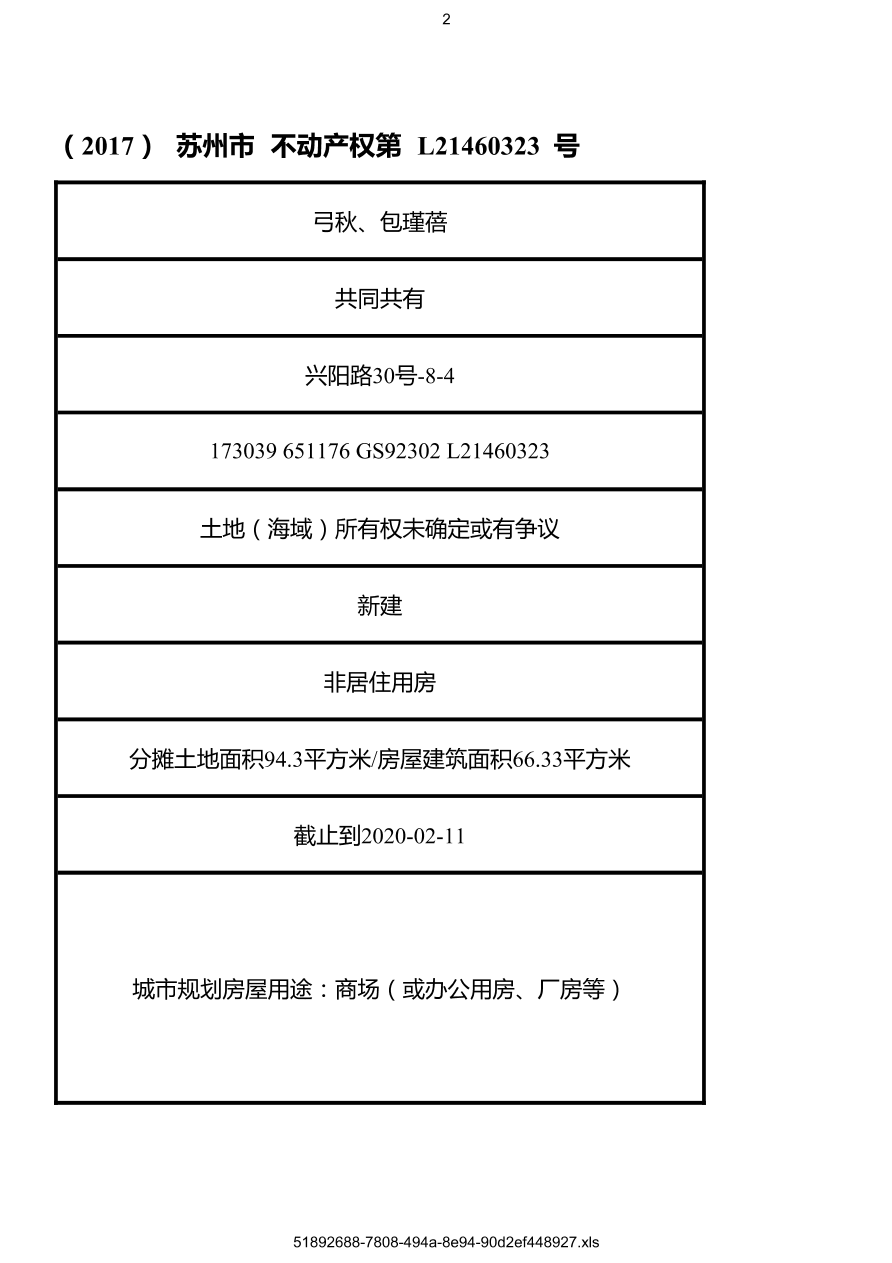 2
（2017） 苏州市 不动产权第 L21460323 号
弓秋、包瑾蓓
共同共有
兴阳路30号-8-4
173039 651176 GS92302 L21460323
土地（海域）所有权未确定或有争议
新建
非居住用房
分摊土地面积94.3平方米/房屋建筑面积66.33平方米
截止到2020-02-11
城市规划房屋用途：商场（或办公用房、厂房等）
51892688-7808-494a-8e94-90d2ef448927.xls